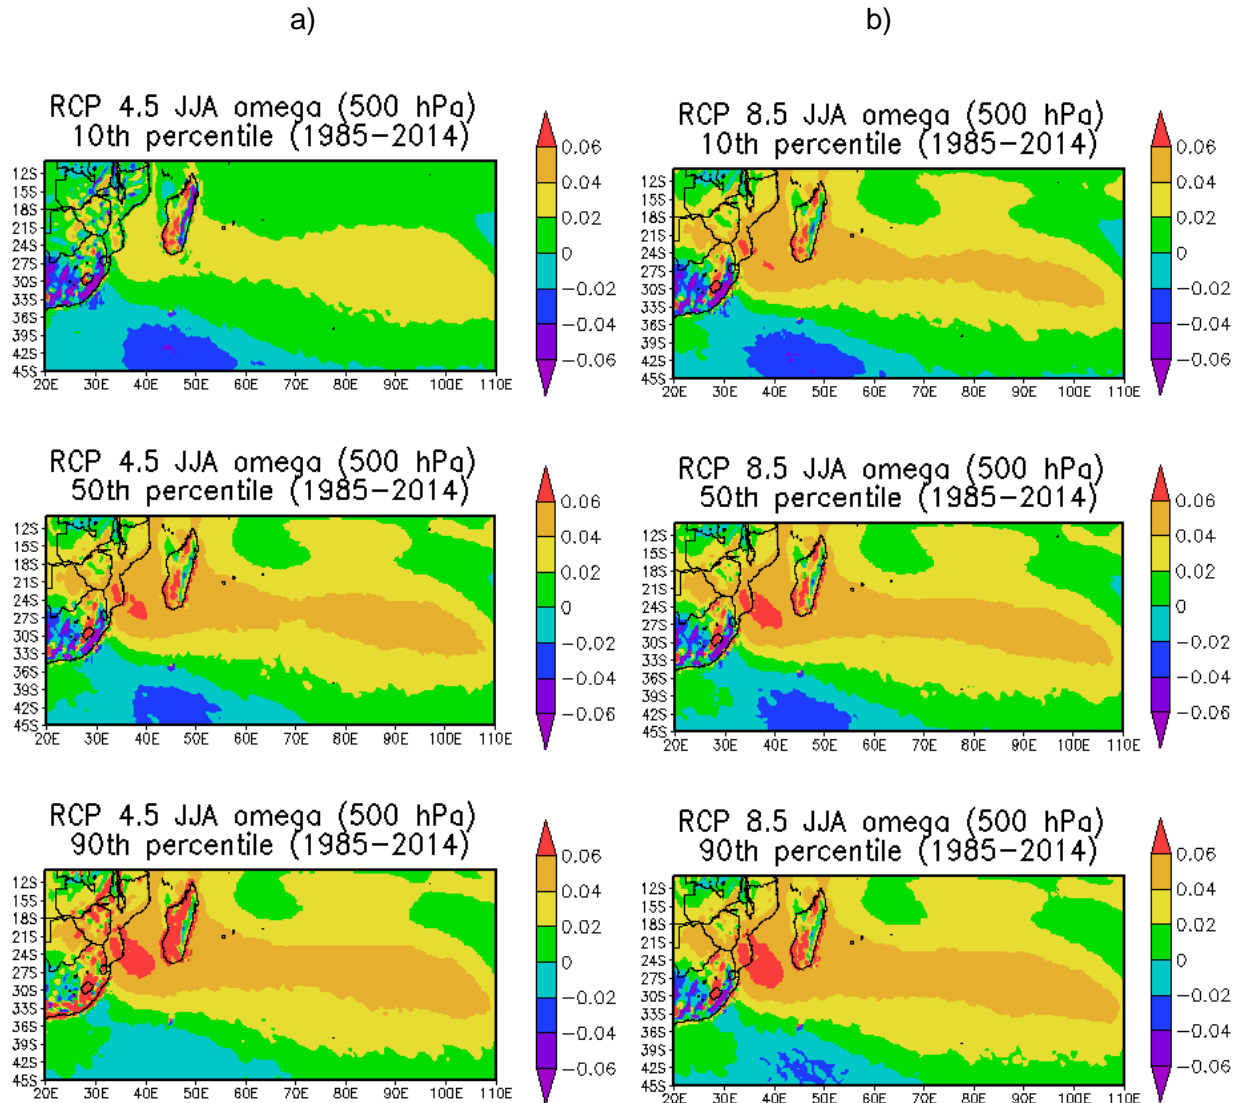 a)
b)
RCP 4.5 JJA omega (500 hPa)
10th percentile (1985-2014)
12S
15S
18S
21S
24S
27S
30S
33S
36S
39S
42S
45S
20E 30E 40E 50E 60E 70E 80E 90E 100E 110E
0.06
0.04
0.02
0
-0.02
-0.04
-0.06
RCP 8.5 JJA omega (500 hPa)
10th percentile (1985-2014)
12S
15S
18S
21S
24S
27S
30S
33S
36S
39S
42S
45S
20E 30E 40E 50E 60E 70E 80E 90E 100E 110E
0.06
0.04
0.02
0
-0.02
-0.04
-0.06
RCP 4.5 JJA omega (500 hPa)
50th percentile (1985-2014)
12S
15S
18S
21S
24S
27S
30S
33S
36S
39S
42S
45S
20E 30E 40E 50E 60E 70E 80E 90E 100E 110E
0.06
0.04
0.02
0
-0.02
-0.04
-0.06
RCP 8.5 JJA omega (500 hPa)
50th percentile (1985-2014)
12S
15S
18S
21S
24S
27S
30S
33S
36S
39S
42S
45S
20E 30E 40E 50E 60E 70E 80E 90E 100E 110E
0.06
0.04
0.02
0
-0.02
-0.04
-0.06
RCP 4.5 JJA omega (500 hPa)
90th percentile (1985-2014)
12S
15S
18S
21S
24S
27S
30S
33S
36S
39S
42S
45S
20E 30E 40E 50E 60E 70E 80E 90E 100E 110E
0.06
0.04
0.02
0
-0.02
-0.04
-0.06
RCP 8.5 JJA omega (500 hPa)
90th percentile (1985-2014)
12S
15S
18S
21S
24S
27S
30S
33S
36S
39S
42S
45S
20E 30E 40E 50E 60E 70E 80E 90E 100E 110E
0.06
0.04
0.02
0
-0.02
-0.04
-0.06